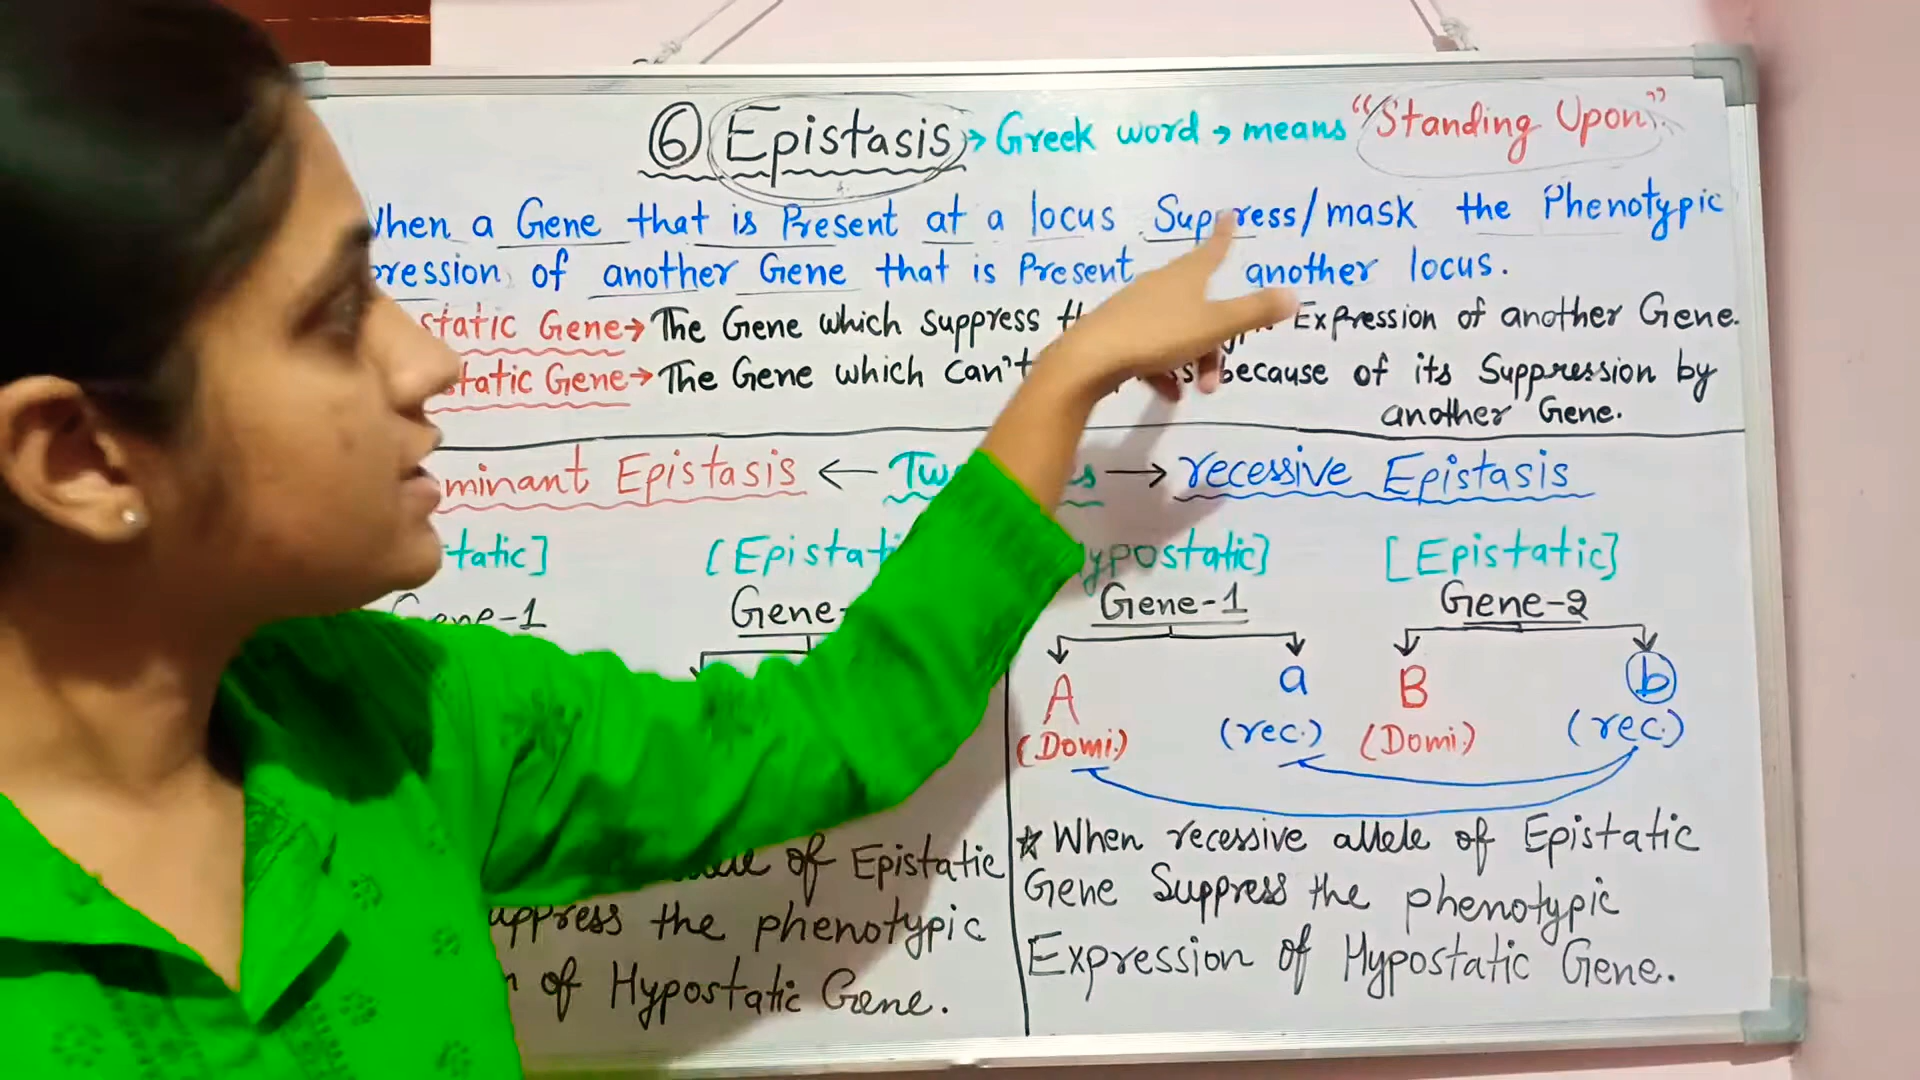 ⑥ Epistasis → Greek word → means "Standing Upon".
When a Gene that is Present at a locus Suppress/mask the Phenotypic
pression of another Gene that is Present another locus.
static Gene → The Gene which suppress Expression of another Gene.
static Gene → The Gene which can't because of its Suppression by
another Gene.
minant Epistasis ← → recessive Epistasis
tatic] [Epistati ypostatic] [Epistatic]
ene-1 Gene- Gene-1 Gene-2
A a B b
(Domi.) (rec.) (Domi.) (rec.)
of Epistatic
uppress the phenotypic
of Hypostatic Gene.
☆ When recessive allele of Epistatic
Gene Suppress the phenotypic
Expression of Hypostatic Gene.